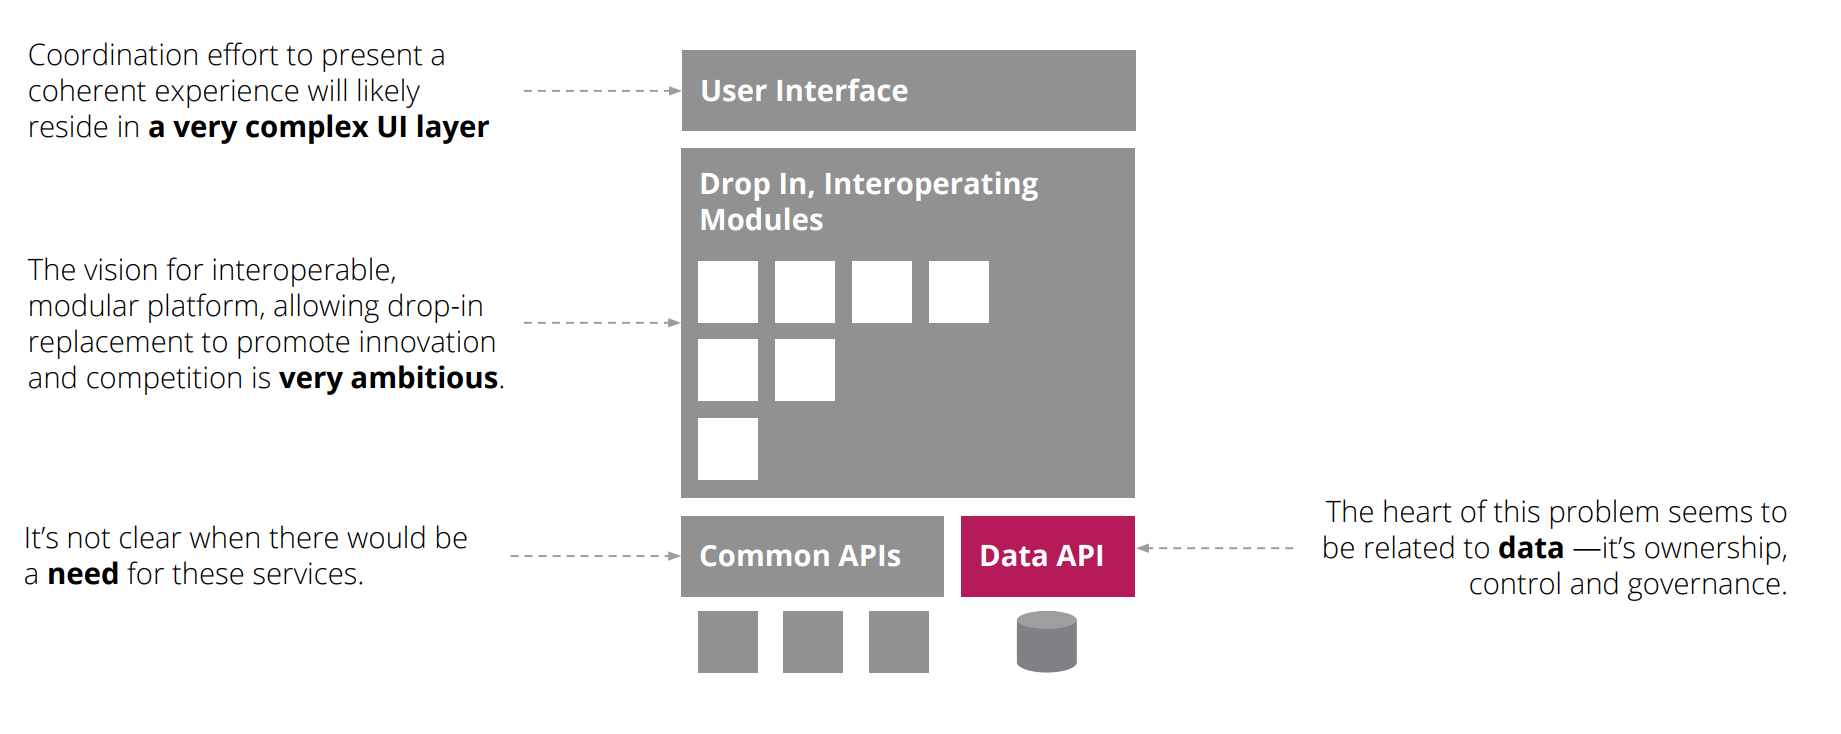 Coordination effort to present a
coherent experience will likely
reside in a very complex UI layer
User Interface
Drop In, Interoperating
Modules
The vision for interoperable,
modular platform, allowing drop-in
replacement to promote innovation
and competition is very ambitious.
It’s not clear when there would be
a need for these services.
Common APIs
Data API
The heart of this problem seems to
be related to data —it’s ownership,
control and governance.